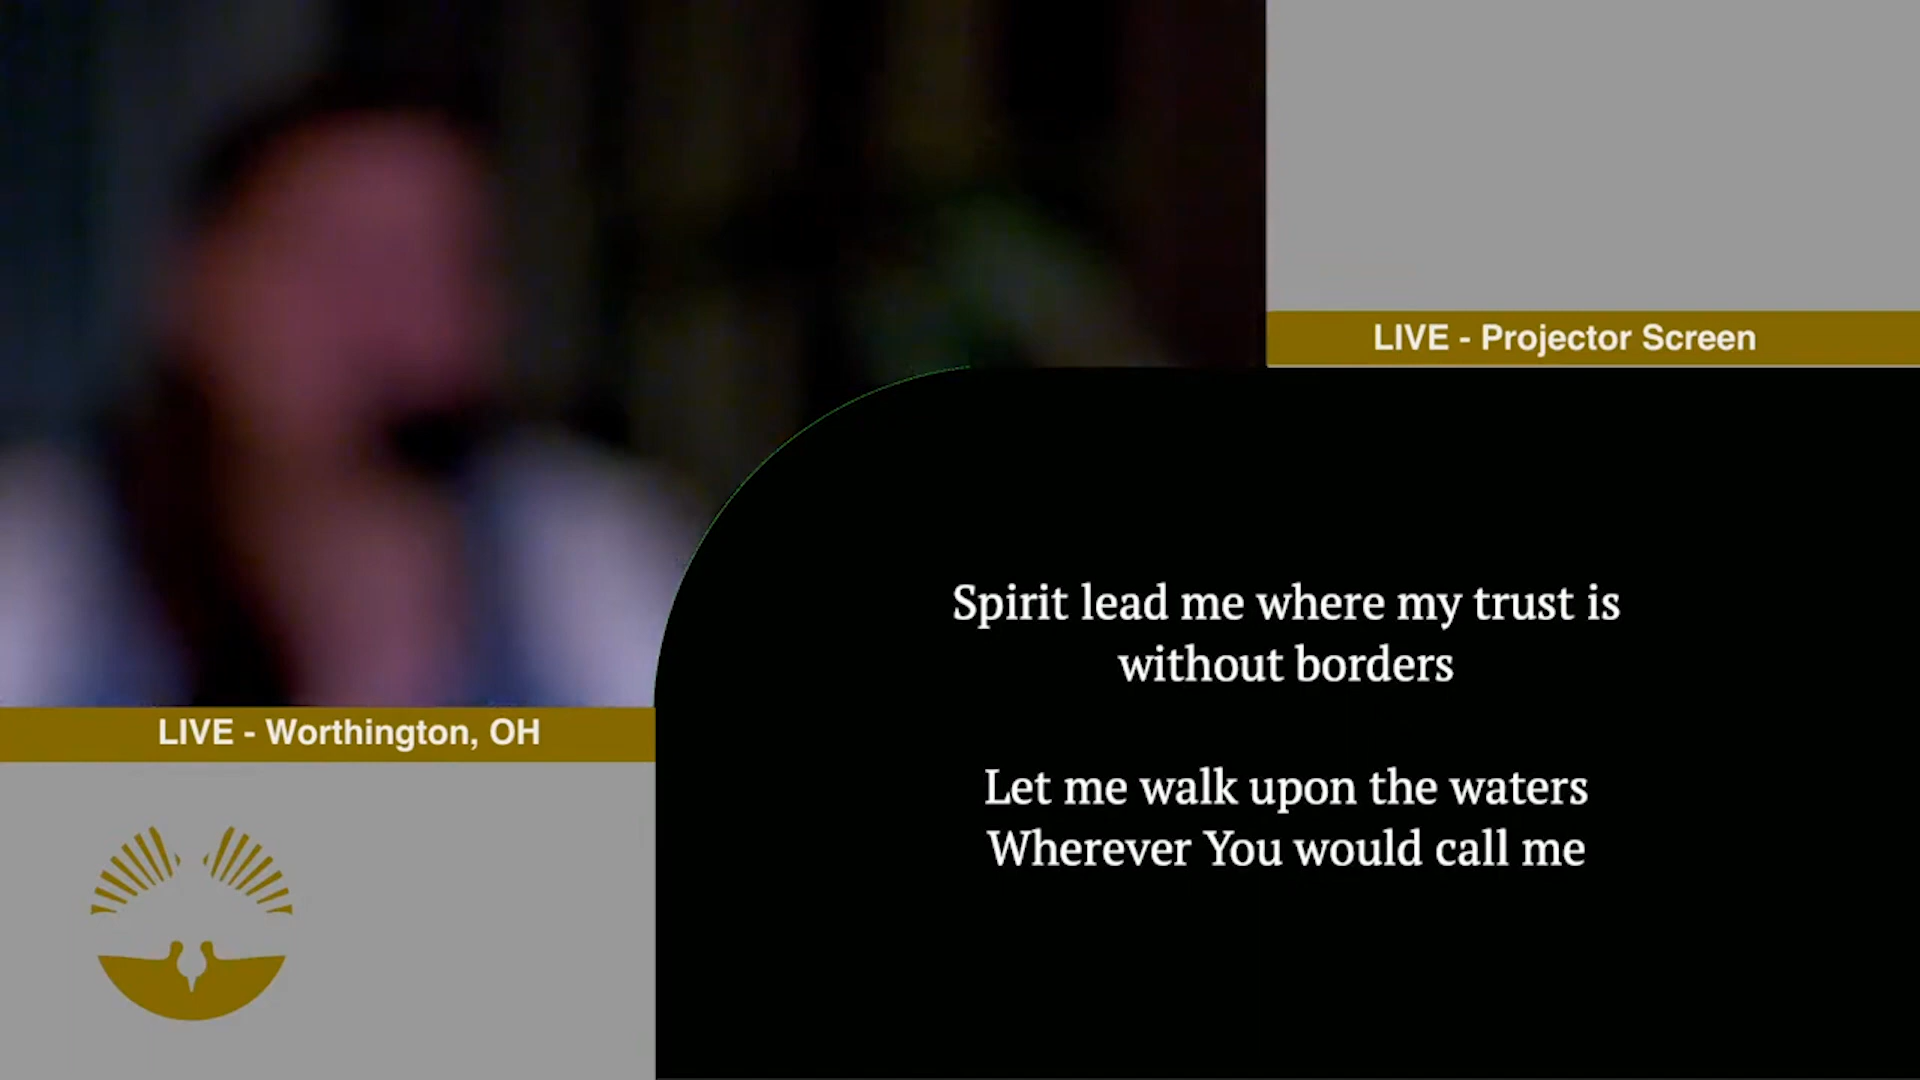 LIVE - Projector Screen
Spirit lead me where my trust is
without borders
Let me walk upon the waters
Wherever You would call me
LIVE - Worthington, OH